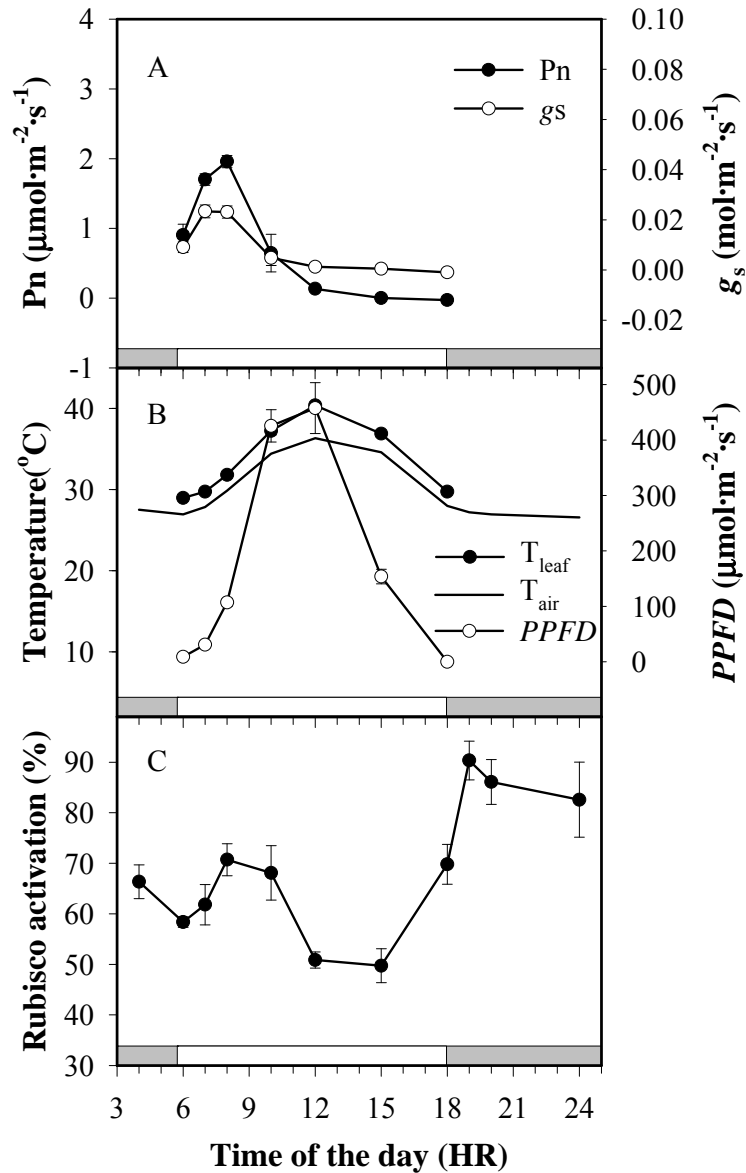 4
3
2
1
0
-1
Pn (μmol·m⁻²·s⁻¹)
A
Pn
gs
0.10
0.08
0.06
0.04
0.02
0.00
-0.02
gₛ (mol·m⁻²·s⁻¹)
40
30
20
10
Temperature(°C)
B
T_leaf
T_air
PPFD
500
400
300
200
100
0
PPFD (μmol·m⁻²·s⁻¹)
90
80
70
60
50
40
30
Rubisco activation (%)
C
3 6 9 12 15 18 21 24
Time of the day (HR)